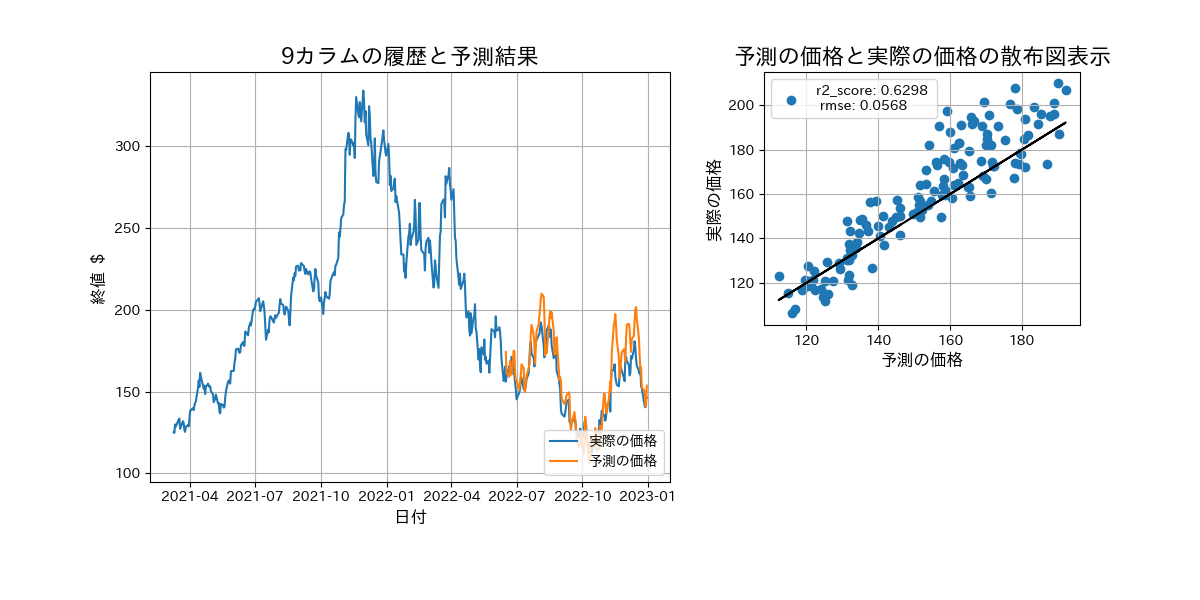 9カラムの履歴と予測結果
終値 $
300
250
200
150
100
2021-04 2021-07 2021-10 2022-01 2022-04 2022-07 2022-10 2023-01
日付
実際の価格
予測の価格
予測の価格と実際の価格の散布図表示
r2_score: 0.6298
rmse: 0.0568
実際の価格
200
180
160
140
120
120 140 160 180
予測の価格